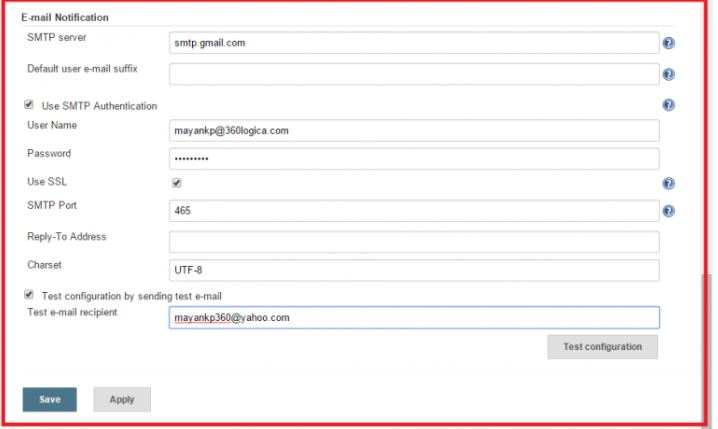 E-mail Notification
SMTP server
smtp.gmail.com
Default user e-mail suffix
Use SMTP Authentication
User Name
mayankp@360logica.com
Password
•••••••••
Use SSL
SMTP Port
465
Reply-To Address
Charset
UTF-8
Test configuration by sending test e-mail
Test e-mail recipient
mayankp360@yahoo.com
Test configuration
Save
Apply